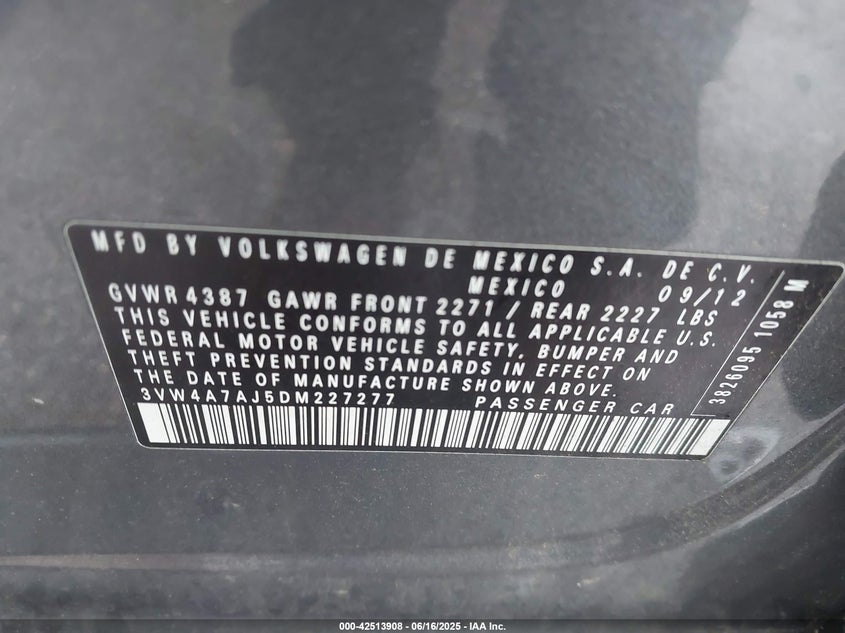 MFD BY VOLKSWAGEN DE MEXICO S.A. DE C.V.
MEXICO 09/12
GVWR 4387 GAWR FRONT 2271 / REAR 2227 LBS
THIS VEHICLE CONFORMS TO ALL APPLICABLE U.S.
FEDERAL MOTOR VEHICLE SAFETY, BUMPER AND
THEFT PREVENTION STANDARDS IN EFFECT ON
THE DATE OF MANUFACTURE SHOWN ABOVE.
3VW4A7AJ5DM227277 PASSENGER CAR
3826095 1058 M
000-42513908 - 06/16/2025 - IAA Inc.